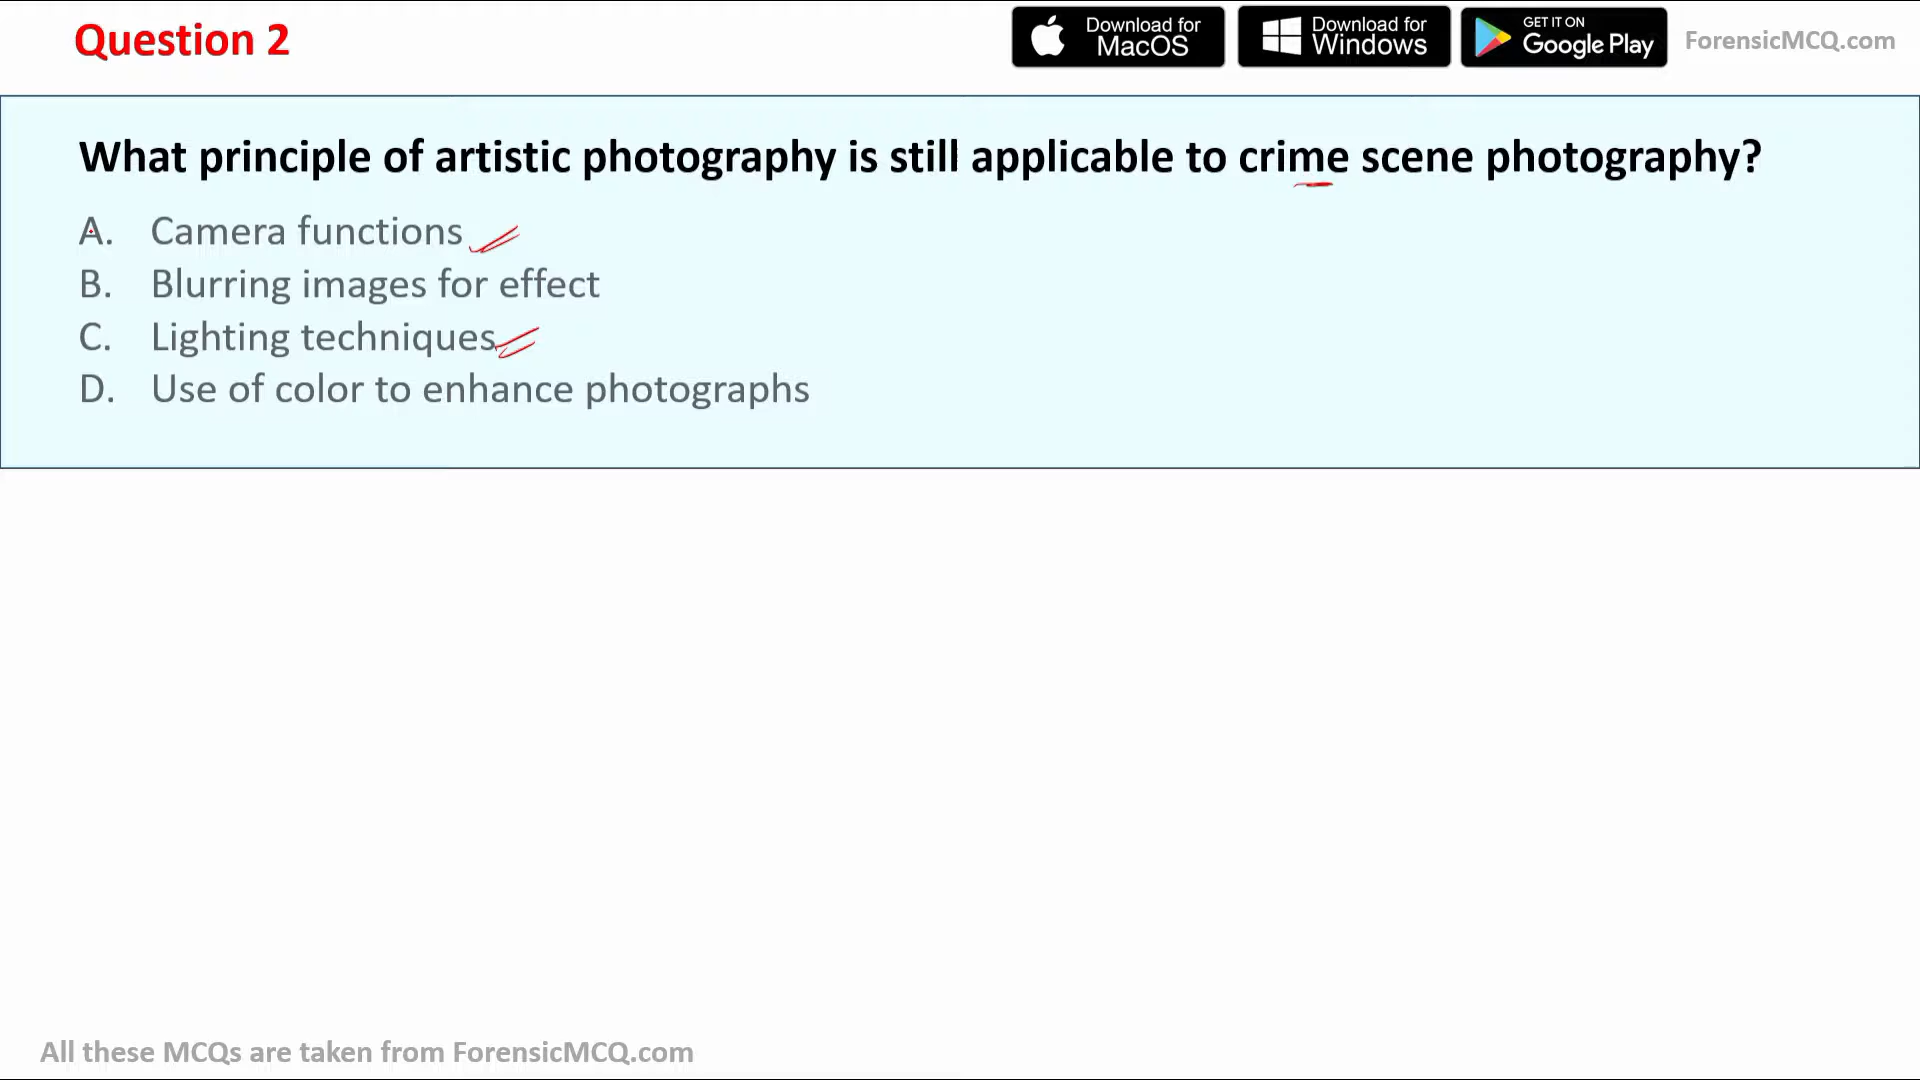 Question 2
Download for
MacOS
Download for
Windows
GET IT ON
Google Play
ForensicMCQ.com
What principle of artistic photography is still applicable to crime scene photography?
A. Camera functions
B. Blurring images for effect
C. Lighting techniques
D. Use of color to enhance photographs
All these MCQs are taken from ForensicMCQ.com